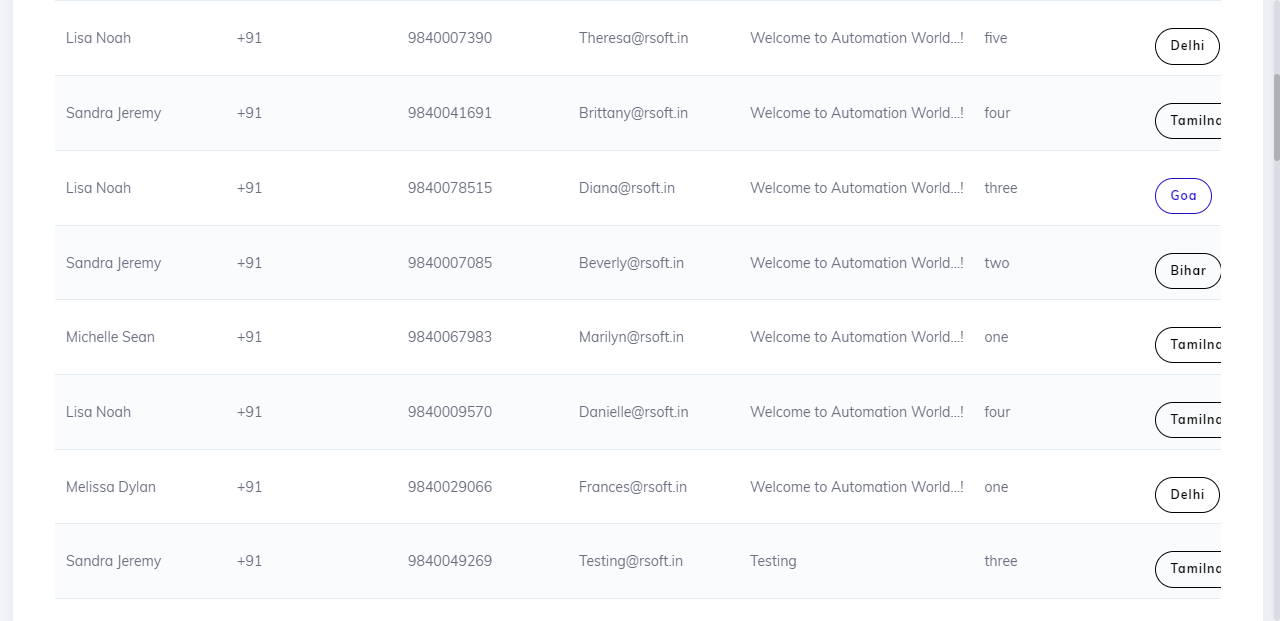 Lisa Noah +91 9840007390 Theresa@rsoft.in Welcome to Automation World...! five Delhi
Sandra Jeremy +91 9840041691 Brittany@rsoft.in Welcome to Automation World...! four Tamilna
Lisa Noah +91 9840078515 Diana@rsoft.in Welcome to Automation World...! three Goa
Sandra Jeremy +91 9840007085 Beverly@rsoft.in Welcome to Automation World...! two Bihar
Michelle Sean +91 9840067983 Marilyn@rsoft.in Welcome to Automation World...! one Tamilna
Lisa Noah +91 9840009570 Danielle@rsoft.in Welcome to Automation World...! four Tamilna
Melissa Dylan +91 9840029066 Frances@rsoft.in Welcome to Automation World...! one Delhi
Sandra Jeremy +91 9840049269 Testing@rsoft.in Testing three Tamilna